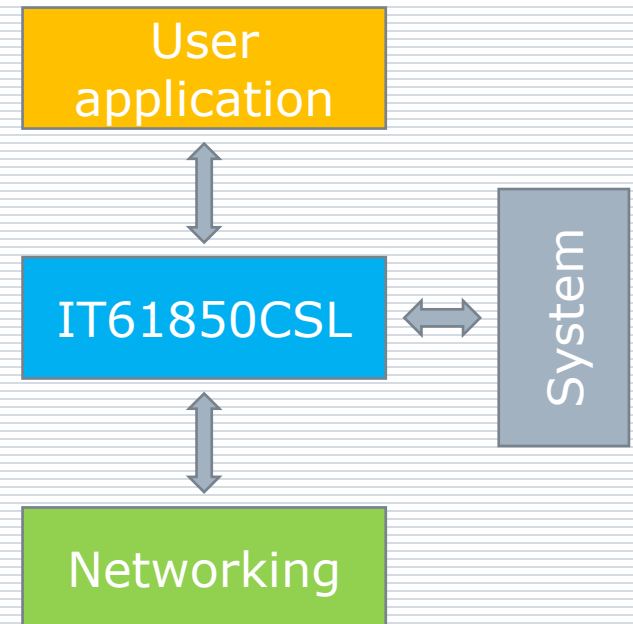 User
application
IT61850CSL
System
Networking